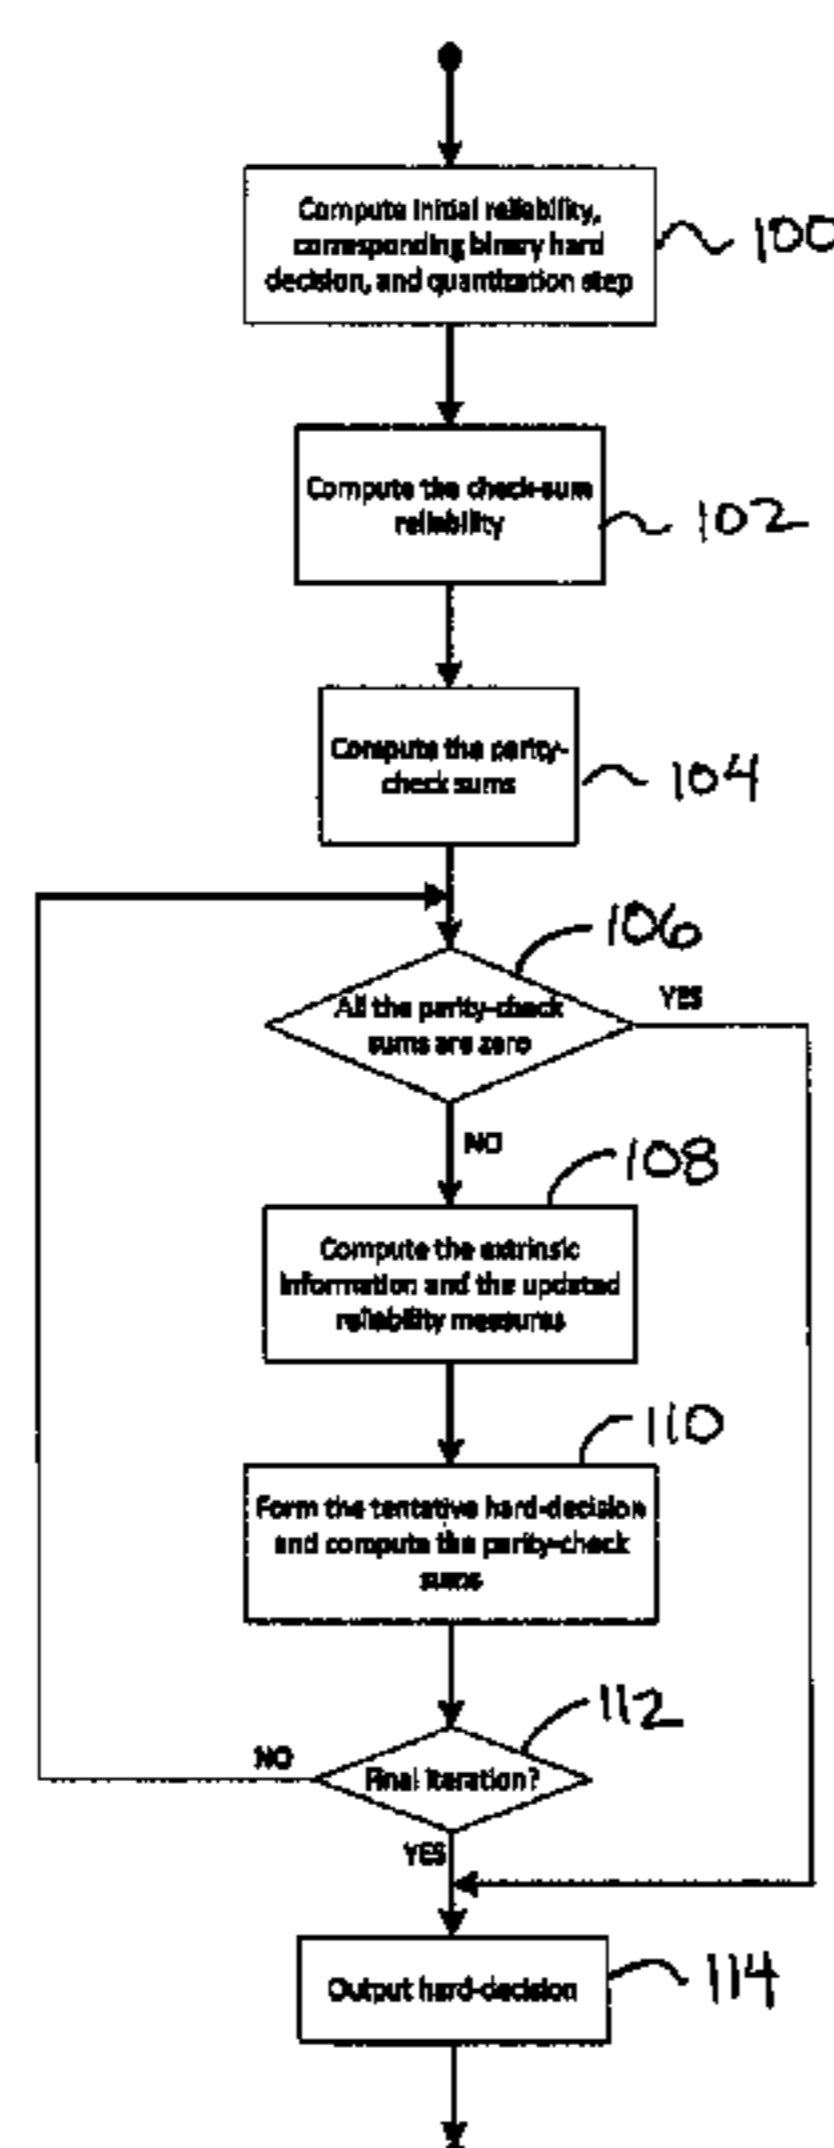 Compute initial reliability,
corresponding binary hard
decision, and quantization step
100
Compute the check-sum
reliability
102
Compute the parity-
check sums
104
106
All the parity-check
sums are zero
YES
NO
108
Compute the extrinsic
information and the updated
reliability measures
110
Form the tentative hard-decision
and compute the parity-check
sums
112
Final iteration?
NO
YES
Output hard-decision
114